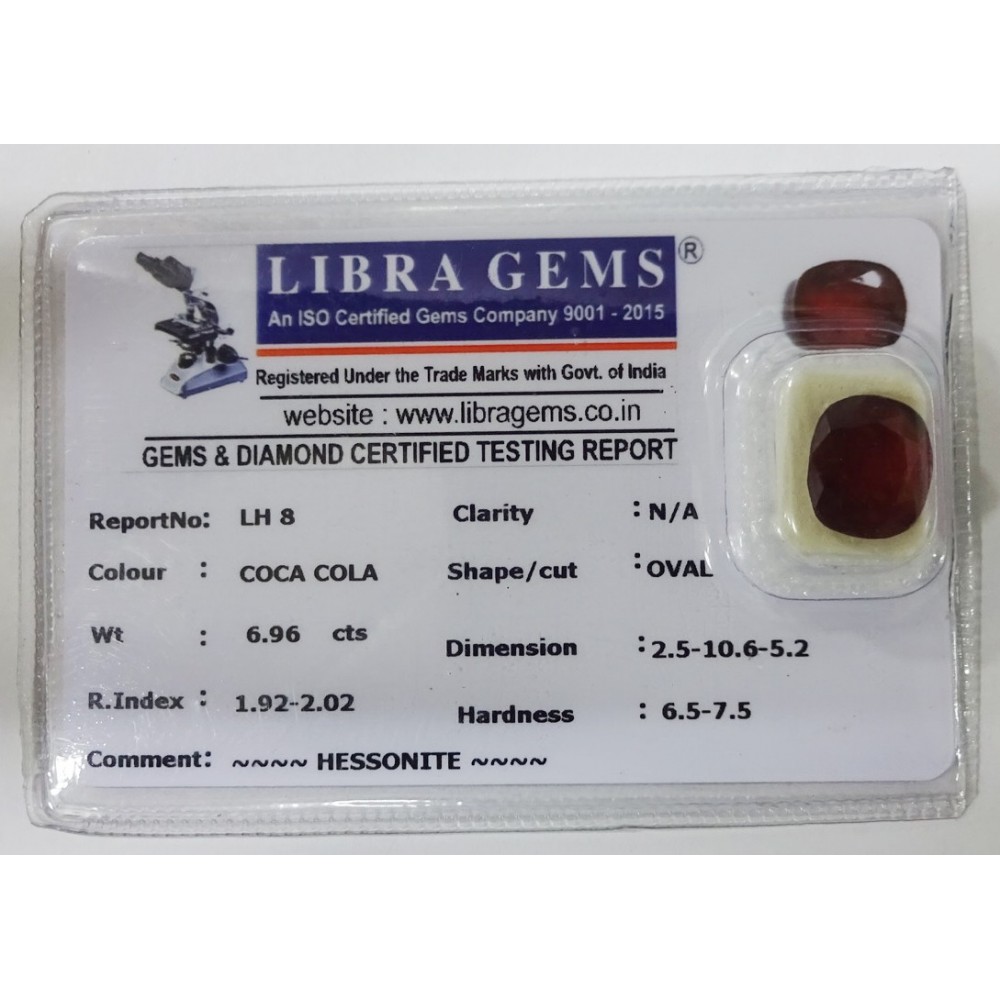 LIBRA GEMS ®
An ISO Certified Gems Company 9001 - 2015
Registered Under the Trade Marks with Govt. of India
website : www.libragems.co.in
GEMS & DIAMOND CERTIFIED TESTING REPORT
ReportNo: LH 8 Clarity : N/A
Colour : COCA COLA Shape/cut : OVAL
Wt : 6.96 cts Dimension : 2.5-10.6-5.2
R.Index : 1.92-2.02 Hardness : 6.5-7.5
Comment: ~~~~ HESSONITE ~~~~